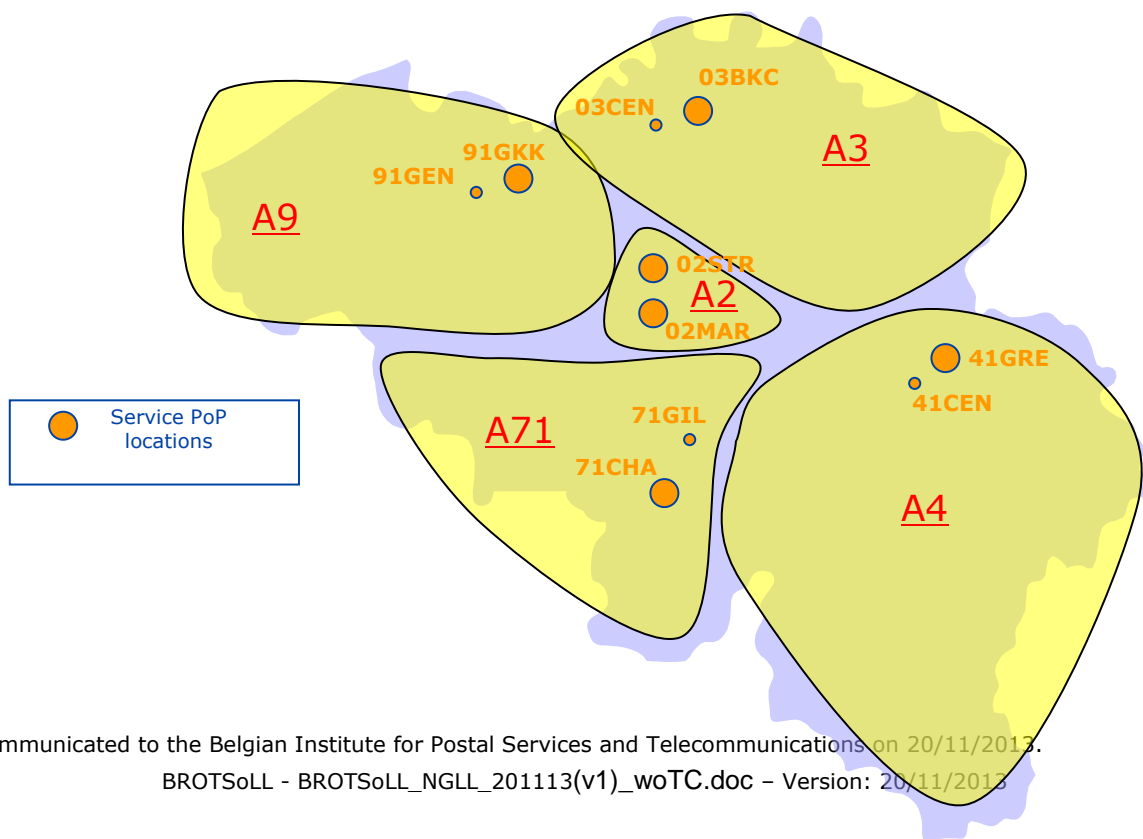 03BKC
03CEN
A3
91GKK
91GEN
A9
02STR
A2
02MAR
41GRE
41CEN
Service PoP
locations
71GIL
A71
71CHA
A4
mmunicated to the Belgian Institute for Postal Services and Telecommunications on 20/11/2013.
BROTSoLL - BROTSoLL_NGLL_201113(v1)_woTC.doc – Version: 20/11/2013